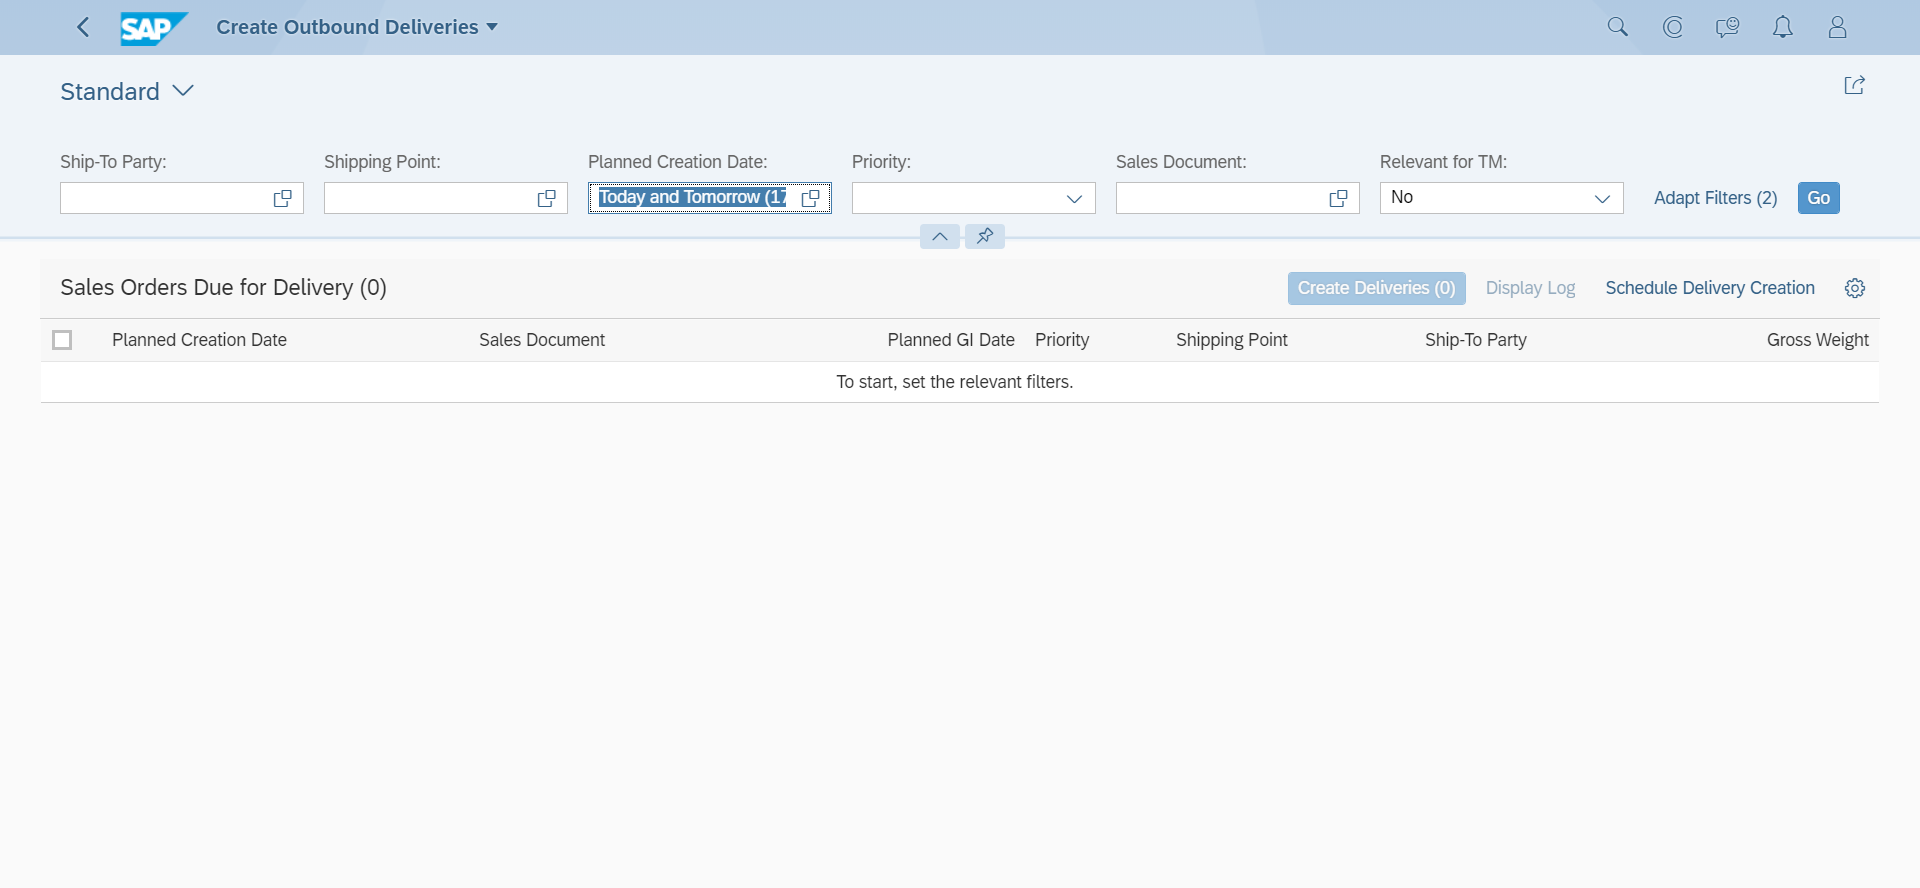 SAP Create Outbound Deliveries
Standard
Ship-To Party: Shipping Point: Planned Creation Date: Priority: Sales Document: Relevant for TM:
Today and Tomorrow (17 No Adapt Filters (2) Go
Sales Orders Due for Delivery (0) Create Deliveries (0) Display Log Schedule Delivery Creation
Planned Creation Date Sales Document Planned GI Date Priority Shipping Point Ship-To Party Gross Weight
To start, set the relevant filters.